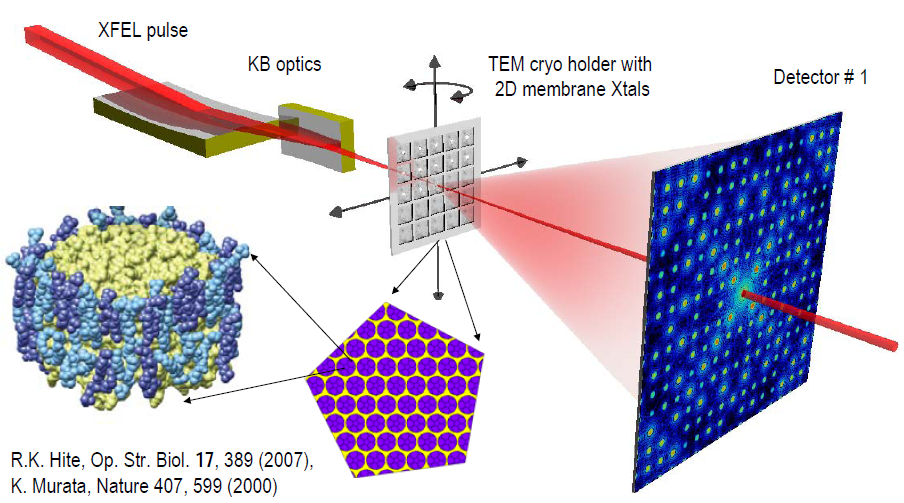 XFEL pulse
KB optics
TEM cryo holder with
2D membrane Xtals
Detector # 1
R.K. Hite, Op. Str. Biol. 17, 389 (2007),
K. Murata, Nature 407, 599 (2000)